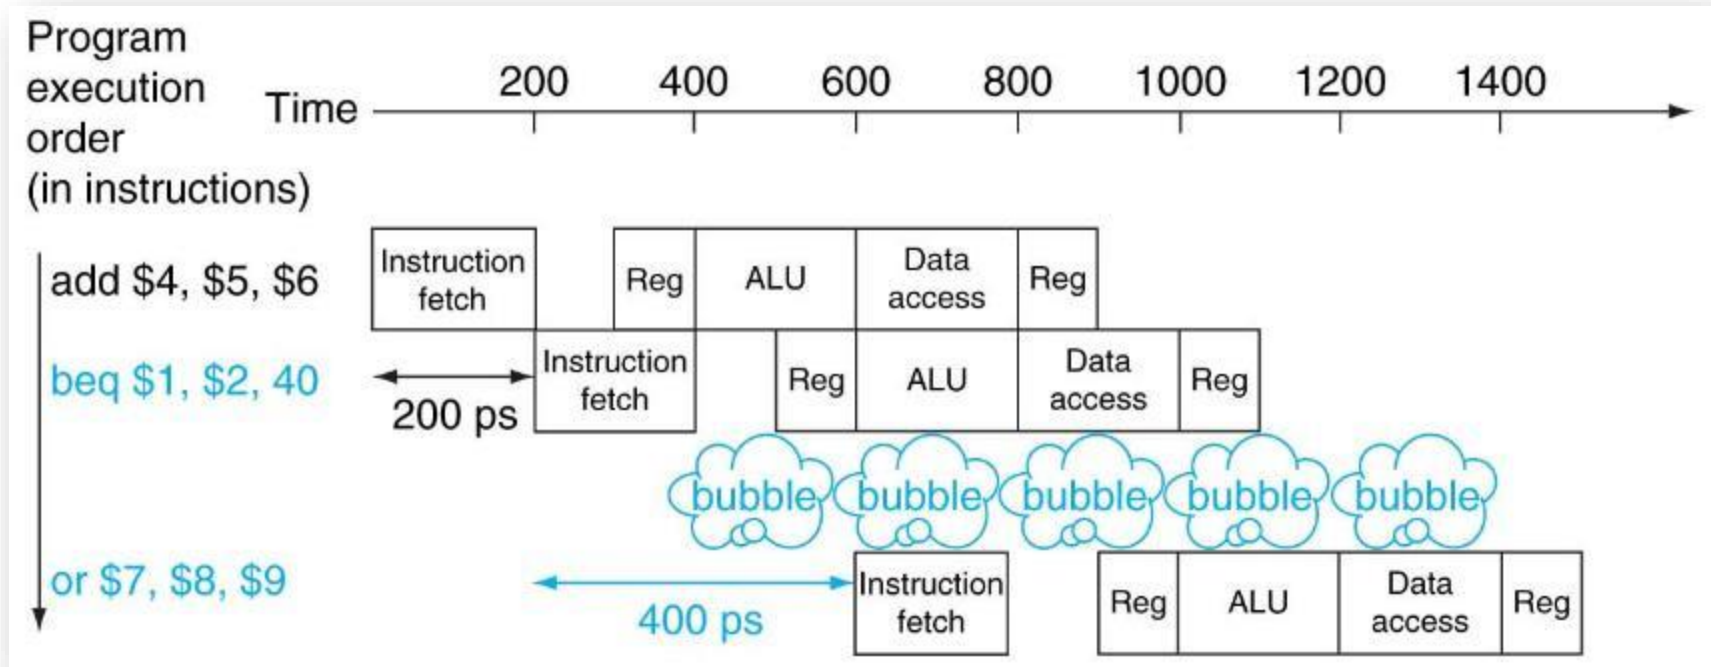 Program
execution
order
(in instructions)
Time
200 400 600 800 1000 1200 1400
add $4, $5, $6
Instruction
fetch
Reg
ALU
Data
access
Reg
beq $1, $2, 40
200 ps
Instruction
fetch
Reg
ALU
Data
access
Reg
bubble bubble bubble bubble bubble
or $7, $8, $9
400 ps
Instruction
fetch
Reg
ALU
Data
access
Reg